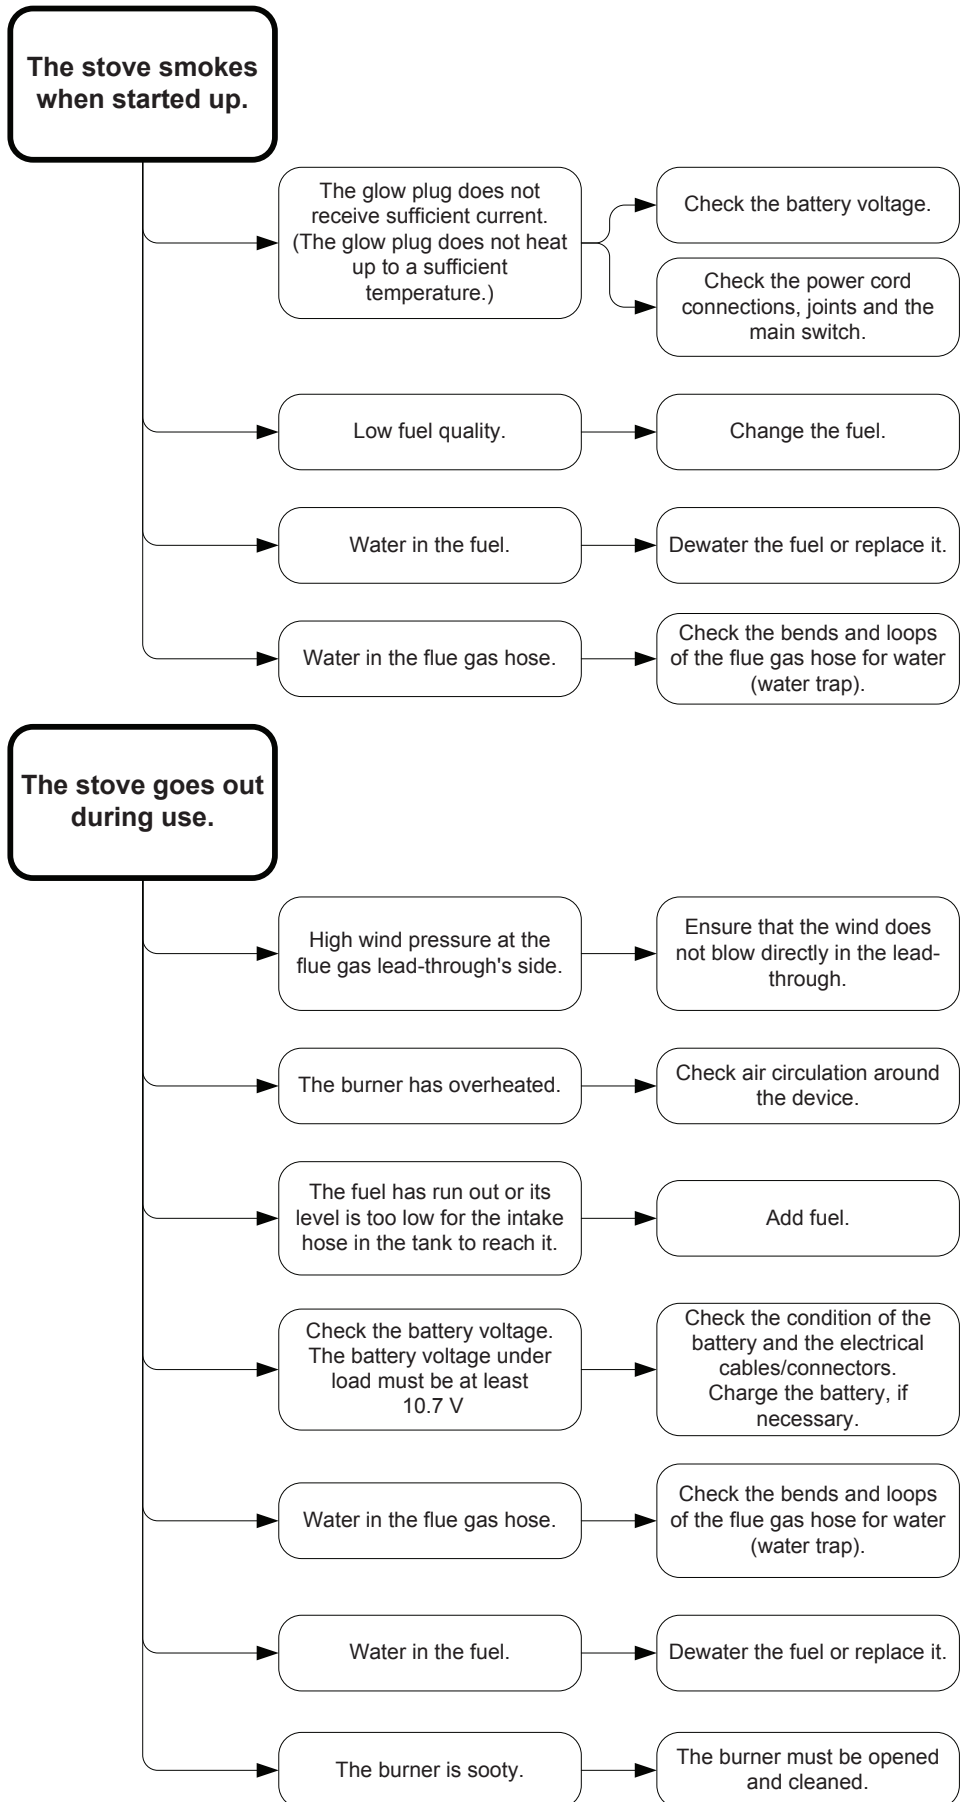 The stove smokes
when started up.
The glow plug does not
receive sufficient current.
(The glow plug does not heat
up to a sufficient
temperature.)
Check the battery voltage.
Check the power cord
connections, joints and the
main switch.
Low fuel quality.
Change the fuel.
Water in the fuel.
Dewater the fuel or replace it.
Water in the flue gas hose.
Check the bends and loops
of the flue gas hose for water
(water trap).
The stove goes out
during use.
High wind pressure at the
flue gas lead-through's side.
Ensure that the wind does
not blow directly in the lead-
through.
The burner has overheated.
Check air circulation around
the device.
The fuel has run out or its
level is too low for the intake
hose in the tank to reach it.
Add fuel.
Check the battery voltage.
The battery voltage under
load must be at least
10.7 V
Check the condition of the
battery and the electrical
cables/connectors.
Charge the battery, if
necessary.
Water in the flue gas hose.
Check the bends and loops
of the flue gas hose for water
(water trap).
Water in the fuel.
Dewater the fuel or replace it.
The burner is sooty.
The burner must be opened
and cleaned.